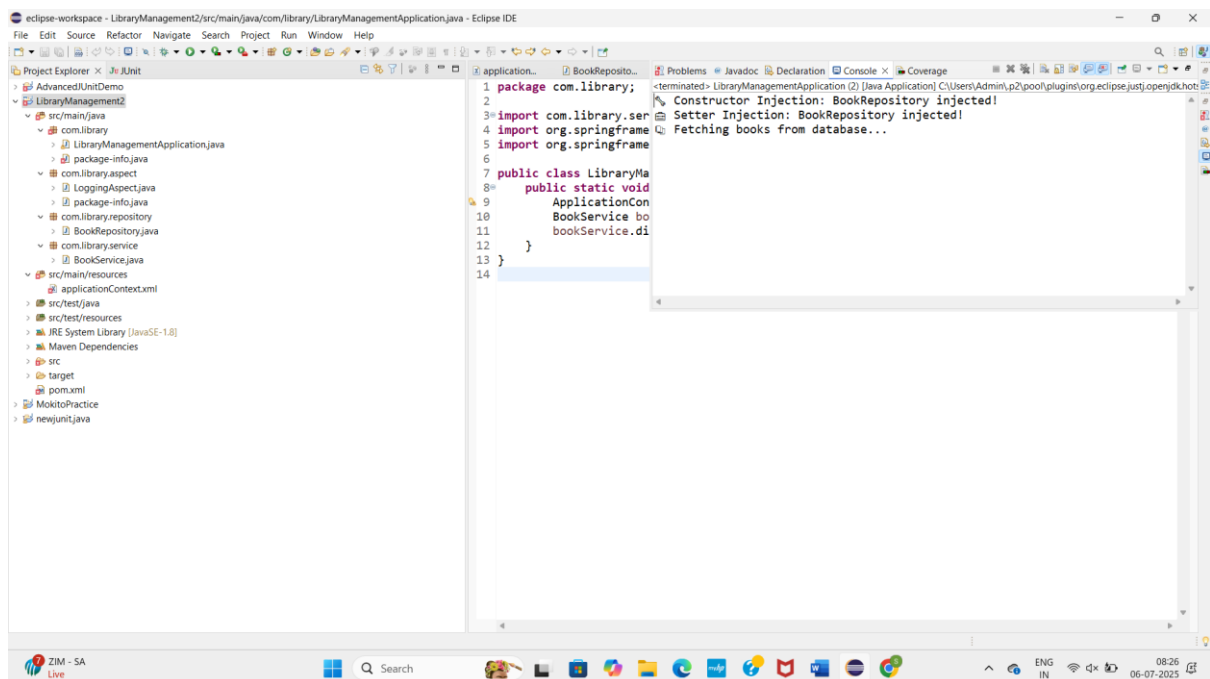 eclipse-workspace - LibraryManagement2/src/main/java/com/library/LibraryManagementApplication.java - Eclipse IDE
File Edit Source Refactor Navigate Search Project Run Window Help
Project Explorer × JUnit
AdvancedJUnitDemo
LibraryManagement2
src/main/java
com.library
LibraryManagementApplication.java
package-info.java
com.library.aspect
LoggingAspect.java
package-info.java
com.library.repository
BookRepository.java
com.library.service
BookService.java
src/main/resources
applicationContext.xml
src/test/java
src/test/resources
JRE System Library [JavaSE-1.8]
Maven Dependencies
src
target
pom.xml
MokitoPractice
newjunit.java
application... BookReposito...
1 package com.library;
2
3 import com.library.ser
4 import org.springframe
5 import org.springframe
6
7 public class LibraryMa
8 public static void
9 ApplicationCon
10 BookService bo
11 bookService.di
12 }
13 }
14
Problems Javadoc Declaration Console × Coverage
<terminated> LibraryManagementApplication (2) [Java Application] C:\Users\Admin\.p2\pool\plugins\org.eclipse.justj.openjdk.hots
Constructor Injection: BookRepository injected!
Setter Injection: BookRepository injected!
Fetching books from database...
7 ZIM - SA
Live
Search
ENG
IN
08:26
06-07-2025